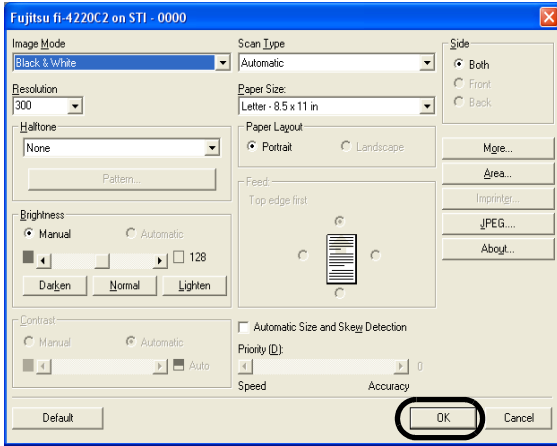 Fujitsu fi-4220C2 on STI - 0000
Image Mode
Black & White
Resolution
300
Halftone
None
Pattern...
Brightness
Manual
Automatic
128
Darken
Normal
Lighten
Contrast
Manual
Automatic
Auto
Scan Type
Automatic
Paper Size:
Letter - 8.5 x 11 in
Paper Layout
Portrait
Landscape
Feed:
Top edge first
Automatic Size and Skew Detection
Priority (D):
0
Speed
Accuracy
Side
Both
Front
Back
More...
Area...
Imprinter...
JPEG....
About...
Default
OK
Cancel